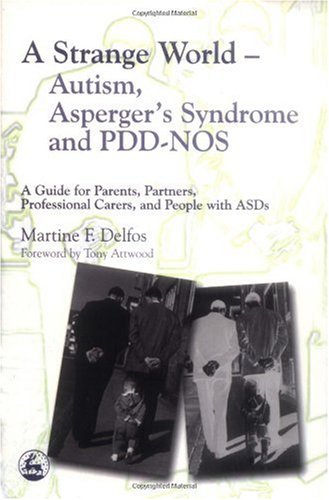 A Strange World –
Autism,
Asperger's Syndrome
and PDD-NOS
A Guide for Parents, Partners,
Professional Carers, and People with ASDs
Martine F. Delfos
Foreword by Tony Attwood